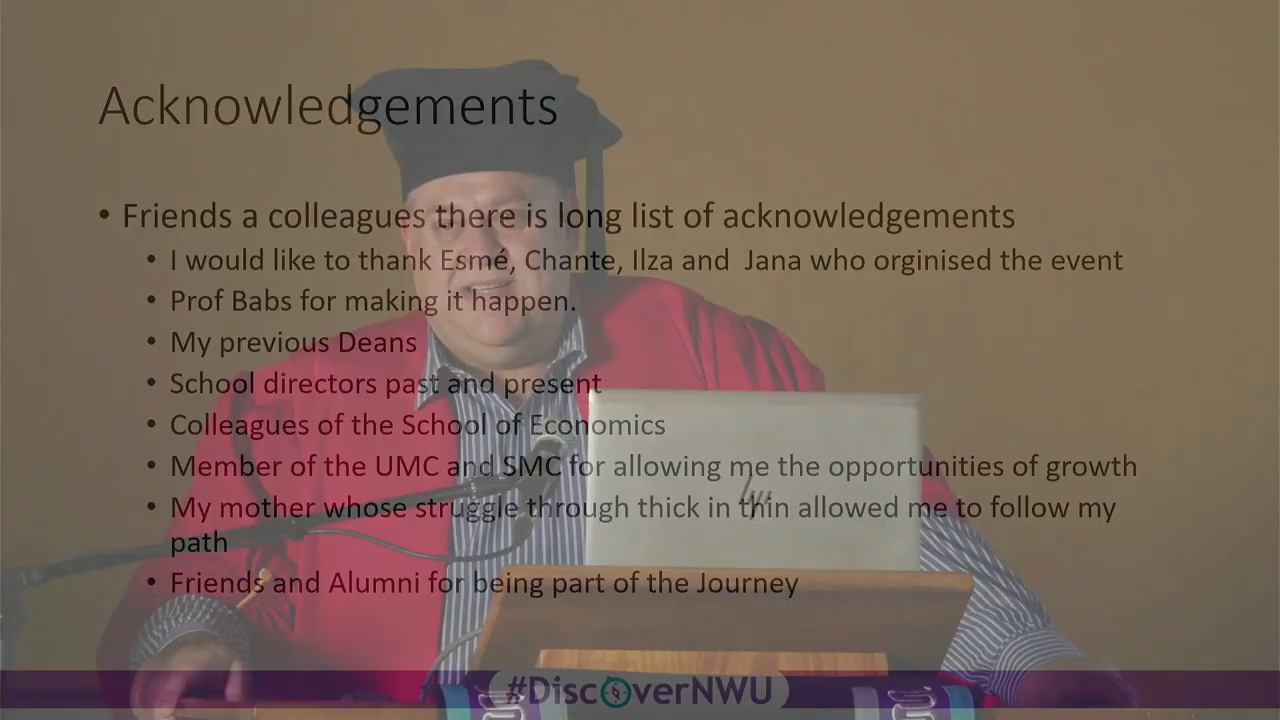 Acknowledgements
• Friends a colleagues there is long list of acknowledgements
• I would like to thank Esmé, Chante, Ilza and Jana who orginised the event
• Prof Babs for making it happen.
• My previous Deans
• School directors past and present
• Colleagues of the School of Economics
• Member of the UMC and SMC for allowing me the opportunities of growth
• My mother whose struggle through thick in thin allowed me to follow my
path
• Friends and Alumni for being part of the Journey
#DiscOverNWU